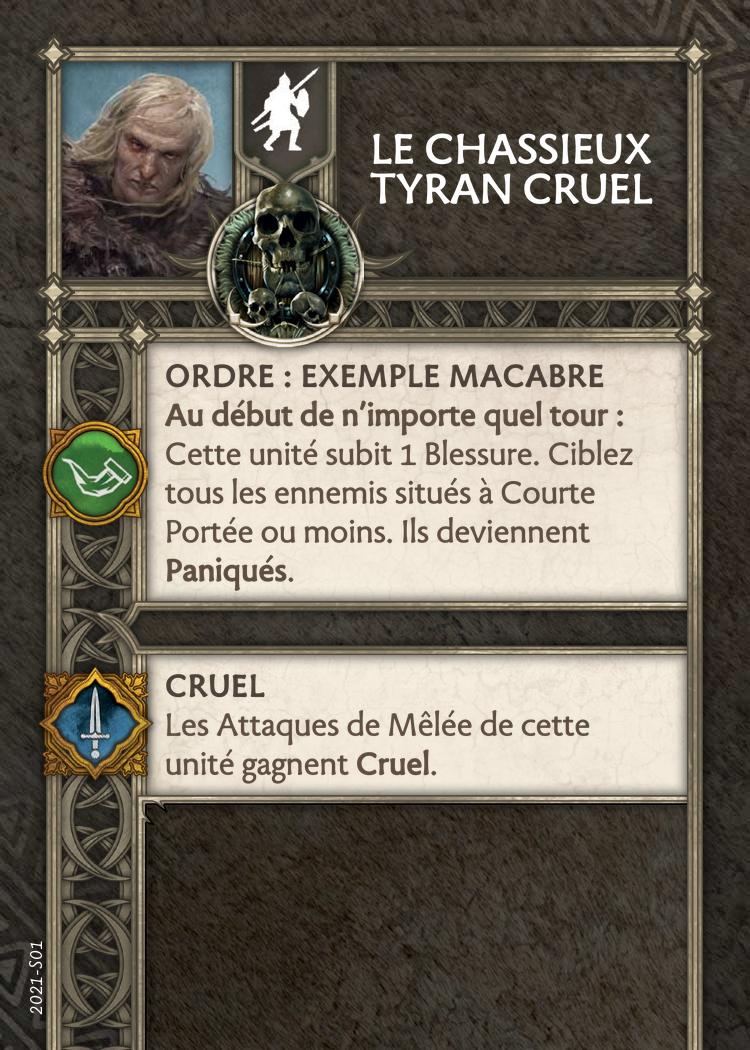 LE CHASSIEUX
TYRAN CRUEL
ORDRE : EXEMPLE MACABRE
Au début de n'importe quel tour :
Cette unité subit 1 Blessure. Ciblez
tous les ennemis situés à Courte
Portée ou moins. Ils deviennent
Paniqués.
CRUEL
Les Attaques de Mêlée de cette
unité gagnent Cruel.
2021-S01